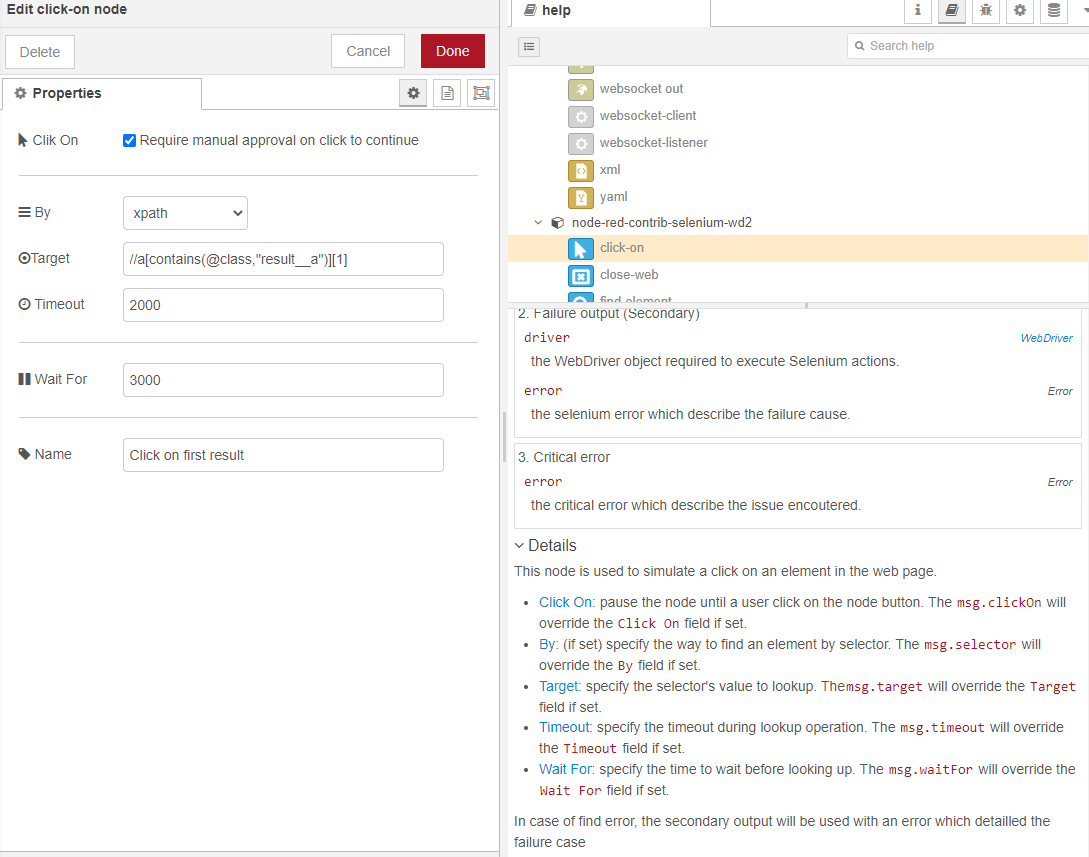 Edit click-on node
Delete
Cancel
Done
Properties
Clik On
Require manual approval on click to continue
By
xpath
Target
//a[contains(@class,"result__a")][1]
Timeout
2000
Wait For
3000
Name
Click on first result
help
Search help
websocket out
websocket-client
websocket-listener
xml
yaml
node-red-contrib-selenium-wd2
click-on
close-web
find-element
2. Failure output (Secondary)
driver
WebDriver
the WebDriver object required to execute Selenium actions.
error
Error
the selenium error which describe the failure cause.
3. Critical error
error
Error
the critical error which describe the issue encoutered.
Details
This node is used to simulate a click on an element in the web page.
• Click On: pause the node until a user click on the node button. The msg.clickOn will
override the Click On field if set.
• By: (if set) specify the way to find an element by selector. The msg.selector will
override the By field if set.
• Target: specify the selector's value to lookup. Themsg.target will override the Target
field if set.
• Timeout: specify the timeout during lookup operation. The msg.timeout will override
the Timeout field if set.
• Wait For: specify the time to wait before looking up. The msg.waitFor will override the
Wait For field if set.
In case of find error, the secondary output will be used with an error which detailled the
failure case